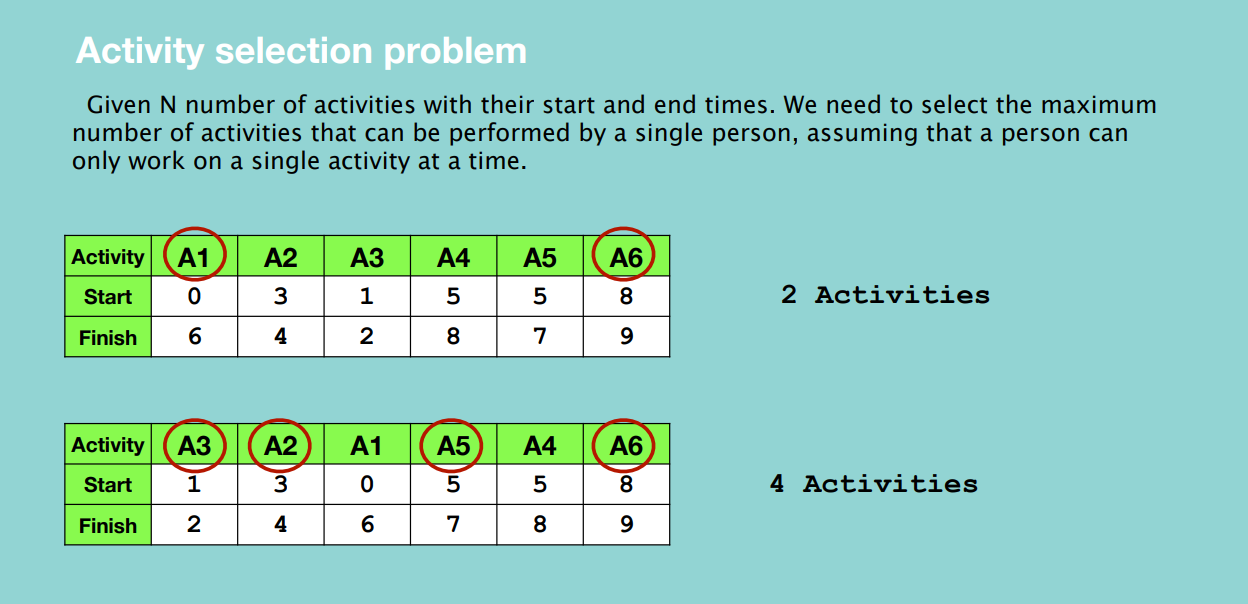 Activity selection problem
Given N number of activities with their start and end times. We need to select the maximum
number of activities that can be performed by a single person, assuming that a person can
only work on a single activity at a time.
Activity A1 A2 A3 A4 A5 A6
Start 0 3 1 5 5 8
Finish 6 4 2 8 7 9
2 Activities
Activity A3 A2 A1 A5 A4 A6
Start 1 3 0 5 5 8
Finish 2 4 6 7 8 9
4 Activities